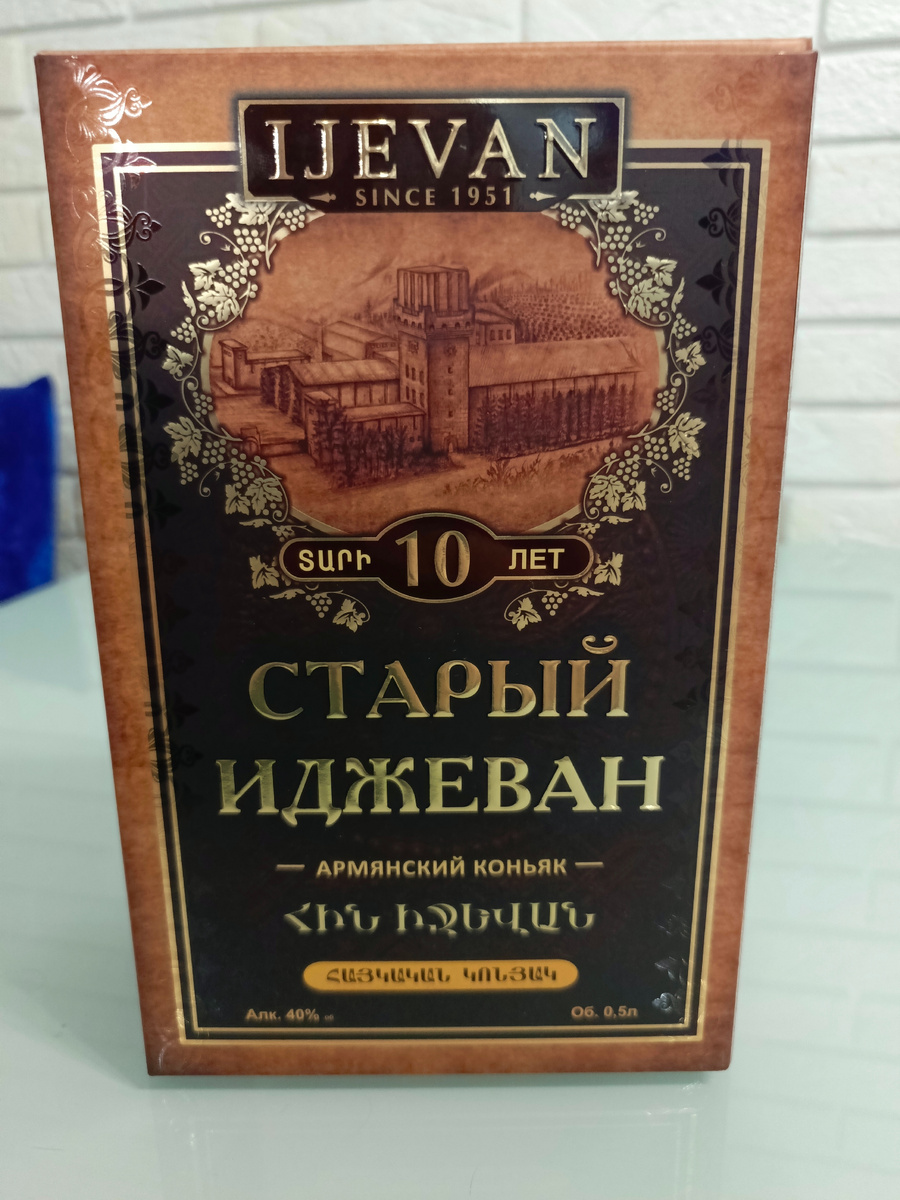 IJEVAN
SINCE 1951
ՏԱՐԻ 10 ЛЕТ
СТАРЫЙ
ИДЖЕВАН
— АРМЯНСКИЙ КОНЬЯК —
ՀԻՆ ԻՋԵՎԱՆ
ՀԱՅԿԱԿԱՆ ԿՈՆՅԱԿ
Алк. 40% об Об. 0,5л